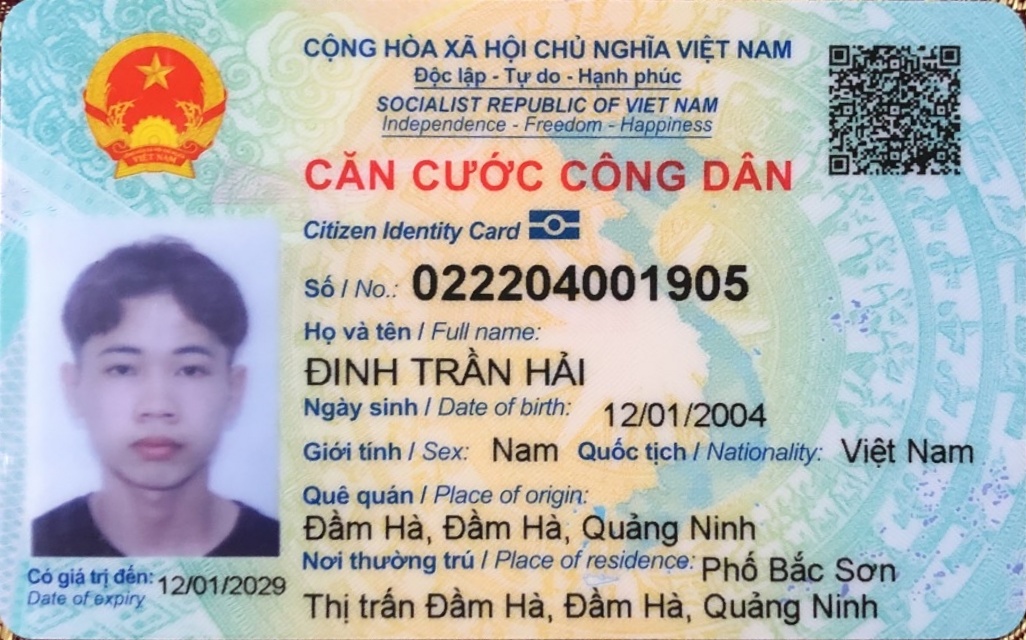 CỘNG HÒA XÃ HỘI CHỦ NGHĨA VIỆT NAM
Độc lập - Tự do - Hạnh phúc
SOCIALIST REPUBLIC OF VIET NAM
Independence - Freedom - Happiness
CĂN CƯỚC CÔNG DÂN
Citizen Identity Card
Số / No.: 022204001905
Họ và tên / Full name:
ĐINH TRẦN HẢI
Ngày sinh / Date of birth: 12/01/2004
Giới tính / Sex: Nam Quốc tịch / Nationality: Việt Nam
Quê quán / Place of origin:
Đầm Hà, Đầm Hà, Quảng Ninh
Nơi thường trú / Place of residence: Phố Bắc Sơn
Thị trấn Đầm Hà, Đầm Hà, Quảng Ninh
Có giá trị đến: 12/01/2029
Date of expiry
VIỆT NAM